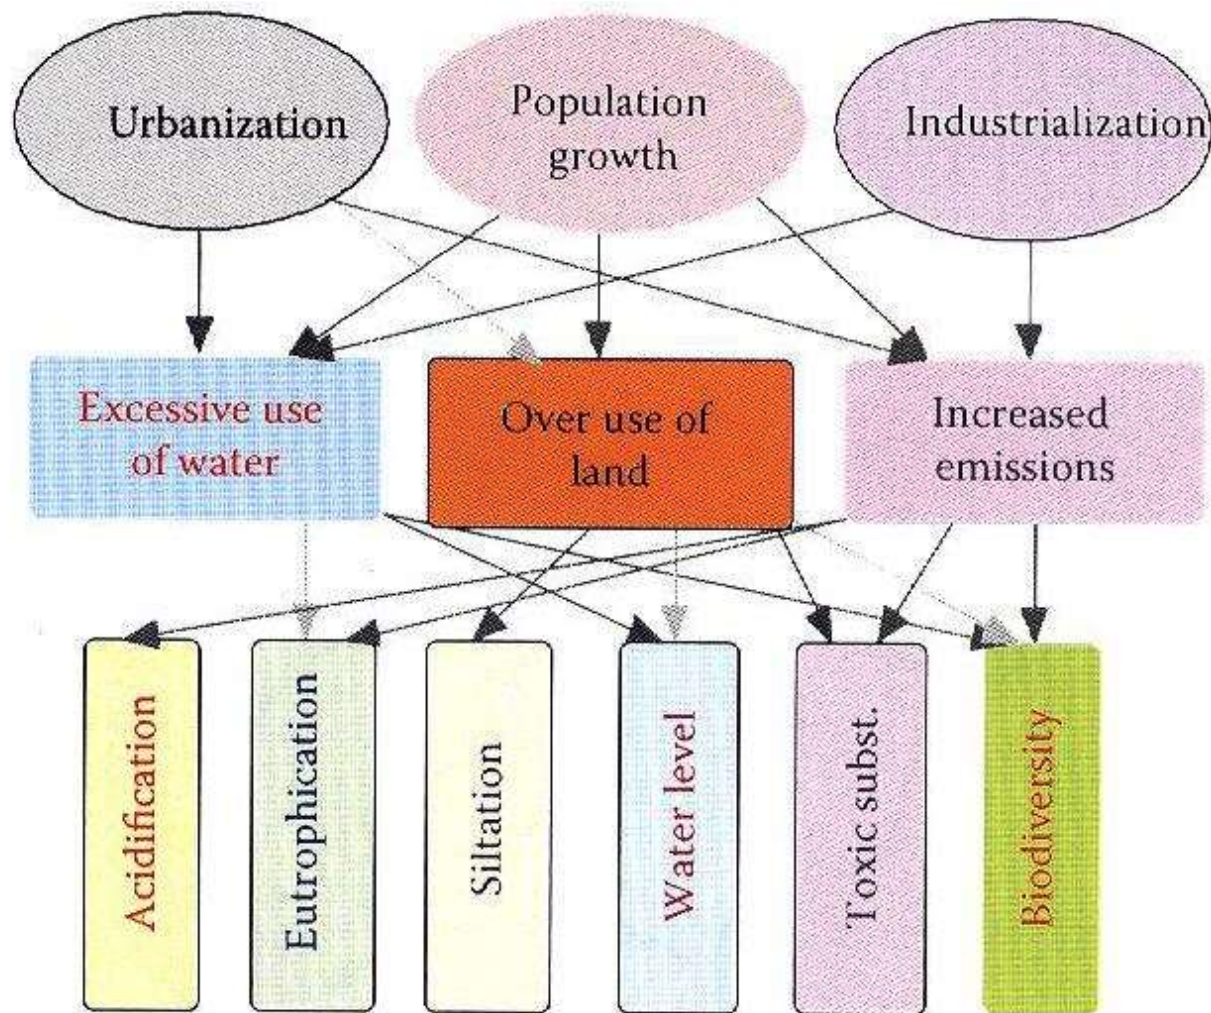 Urbanization
Population
growth
Industrialization
Excessive use
of water
Over use of
land
Increased
emissions
Acidification
Eutrophication
Siltation
Water level
Toxic subst.
Biodiversity